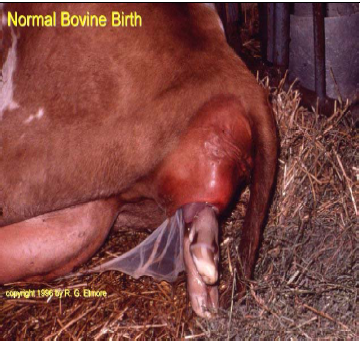 Normal Bovine Birth
copyright 1996 by R. G. Elmore